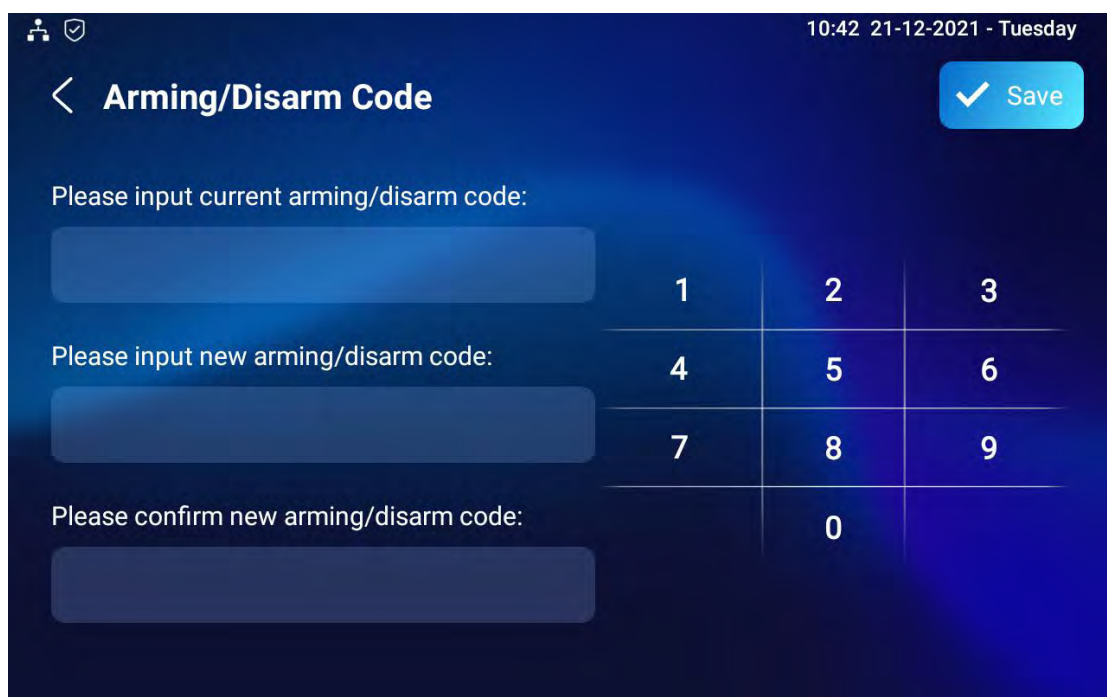 10:42 21-12-2021 - Tuesday
Arming/Disarm Code
Save
Please input current arming/disarm code:
Please input new arming/disarm code:
Please confirm new arming/disarm code:
1 2 3
4 5 6
7 8 9
0